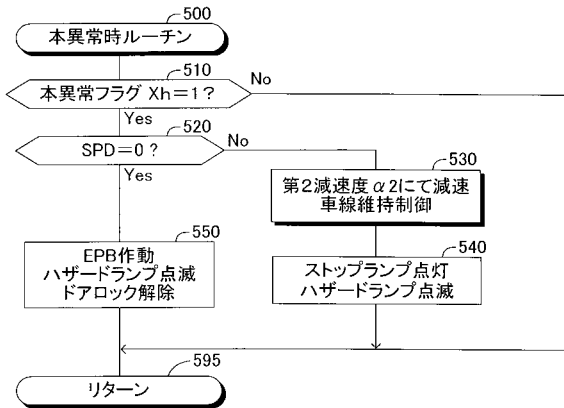 500
本異常時ルーチン
510
本異常フラグ Xh＝1？
No
Yes
520
SPD＝0？
No
Yes
530
第2減速度α2にて減速
車線維持制御
550
EPB作動
ハザードランプ点滅
ドアロック解除
540
ストップランプ点灯
ハザードランプ点滅
595
リターン